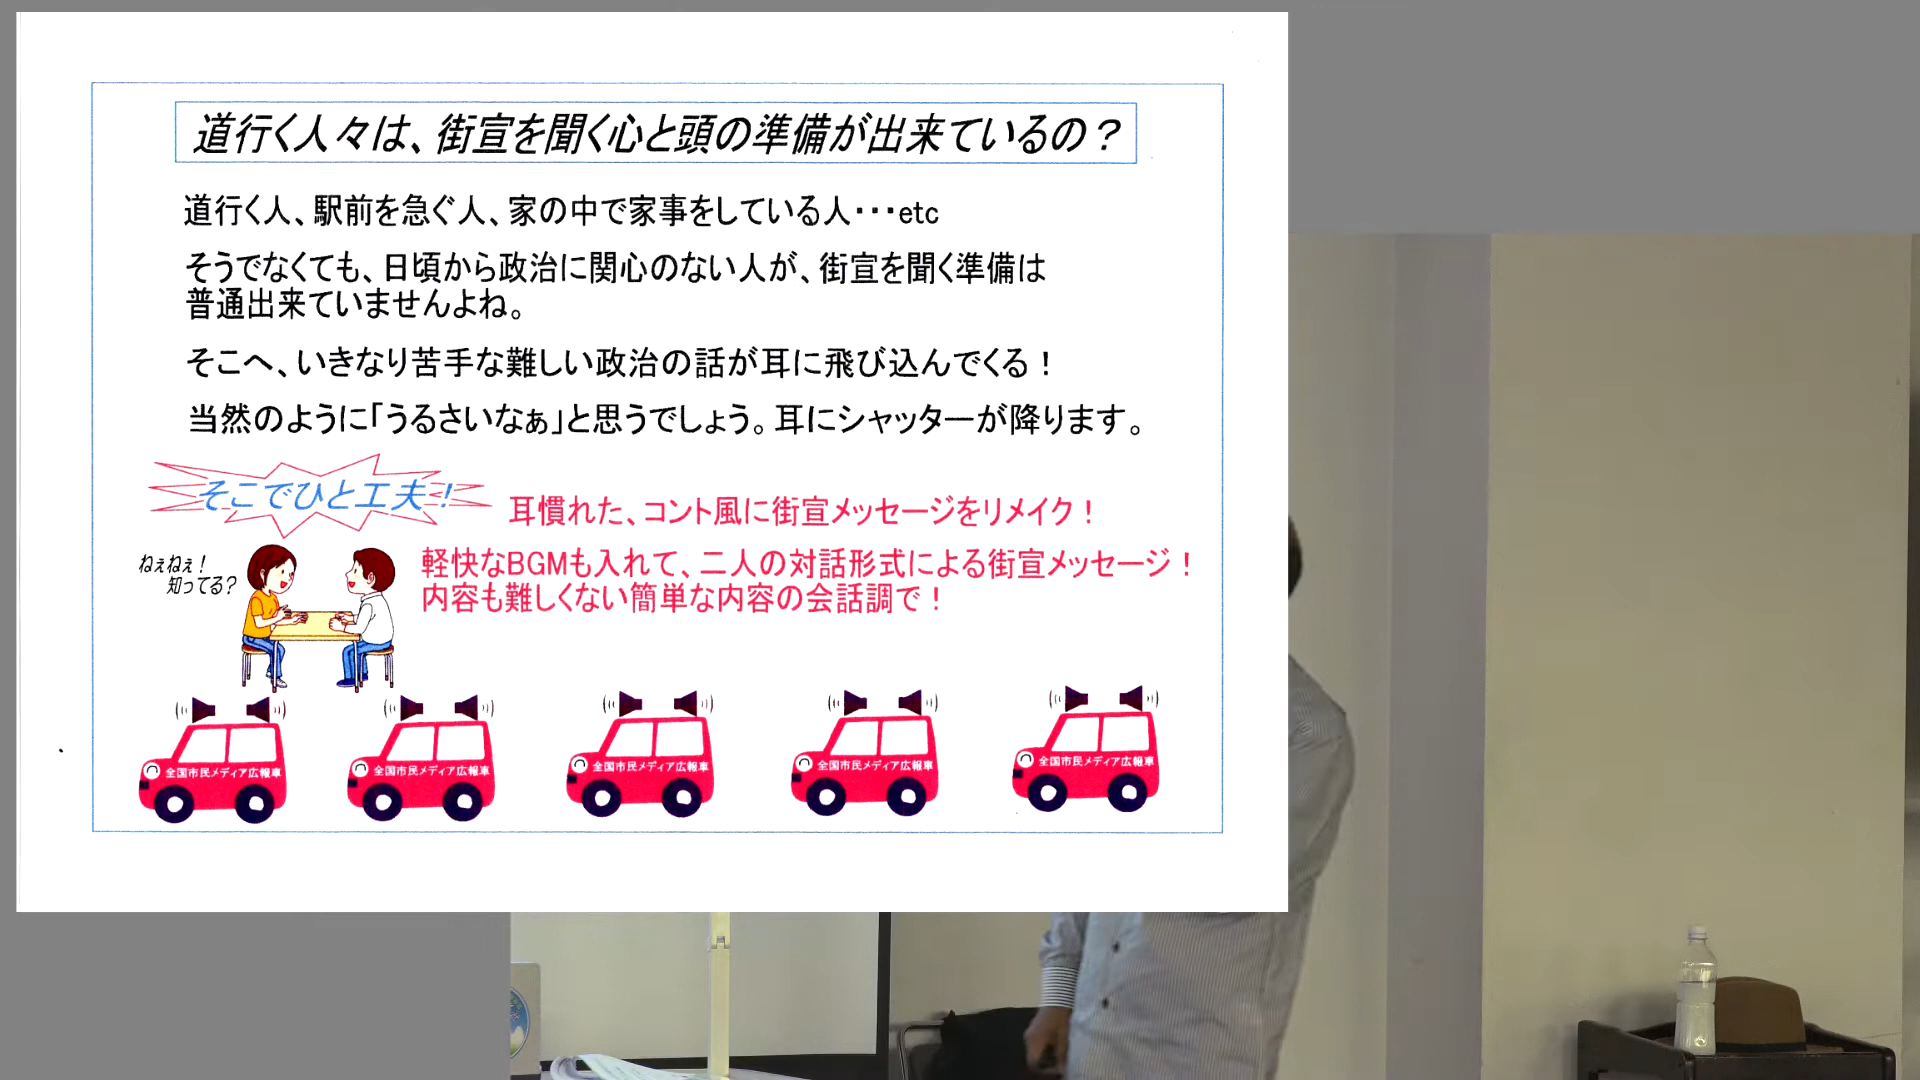 道行く人々は、街宣を聞く心と頭の準備が出来ているの？
道行く人、駅前を急ぐ人、家の中で家事をしている人･･･etc
そうでなくても、日頃から政治に関心のない人が、街宣を聞く準備は
普通出来ていませんよね。
そこへ、いきなり苦手な難しい政治の話が耳に飛び込んでくる！
当然のように「うるさいなぁ」と思うでしょう。耳にシャッターが降ります。
そこでひと工夫！
耳慣れた、コント風に街宣メッセージをリメイク！
ねぇねぇ！
知ってる？
軽快なBGMも入れて、二人の対話形式による街宣メッセージ！
内容も難しくない簡単な内容の会話調で！
全国市民メディア広報車
全国市民メディア広報車
全国市民メディア広報車
全国市民メディア広報車
全国市民メディア広報車